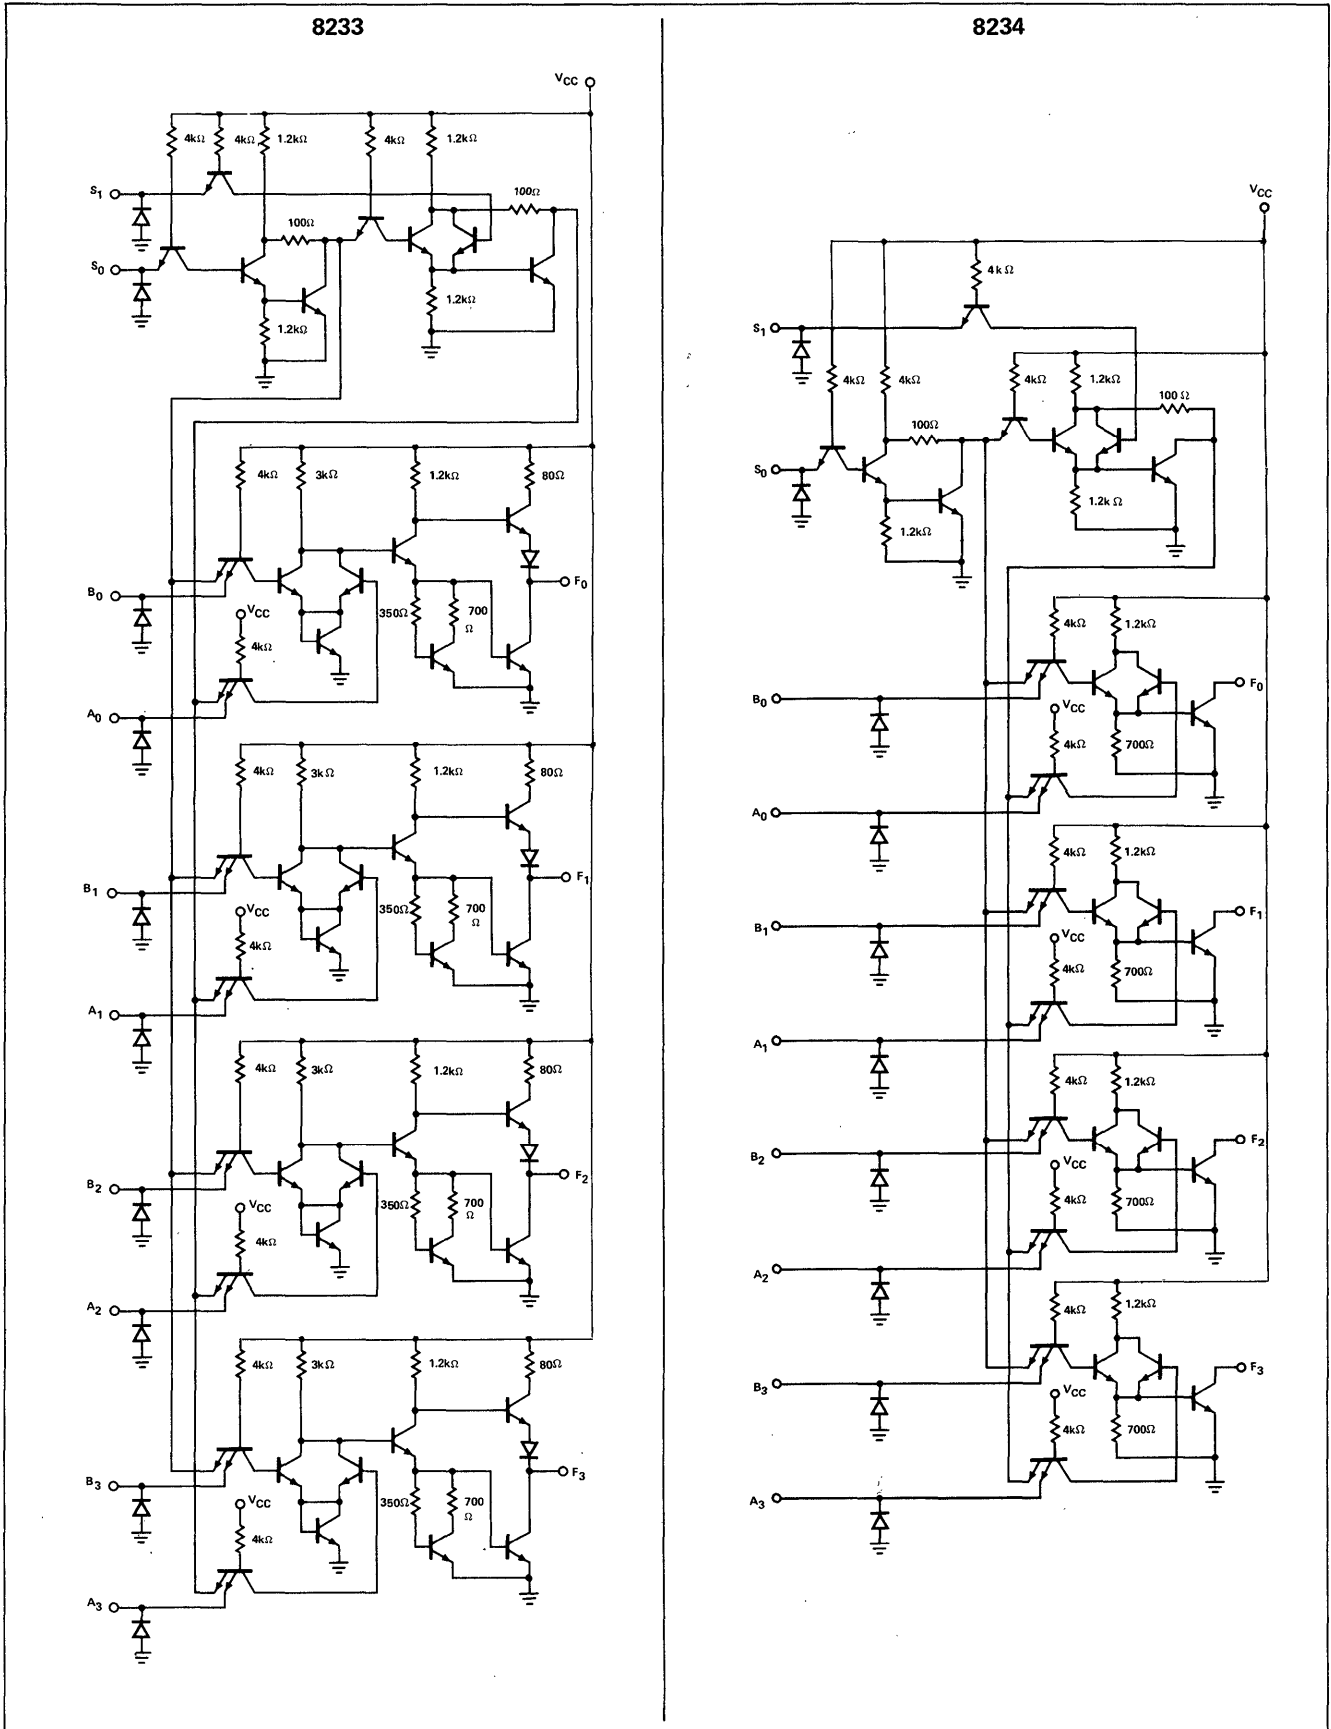 8233
8234
VCC
4kΩ 4kΩ 1.2kΩ 4kΩ 1.2kΩ
S1
100Ω
100Ω
S0
1.2kΩ
1.2kΩ
4kΩ 3kΩ 1.2kΩ 80Ω
B0
F0
VCC
350Ω 700 Ω
4kΩ
A0
4kΩ 3kΩ 1.2kΩ 80Ω
B1
F1
VCC
350Ω 700 Ω
4kΩ
A1
4kΩ 3kΩ 1.2kΩ 80Ω
B2
F2
VCC
350Ω 700 Ω
4kΩ
A2
4kΩ 3kΩ 1.2kΩ 80Ω
B3
F3
VCC
350Ω 700 Ω
4kΩ
A3
VCC
4kΩ
S1
4kΩ 4kΩ 4kΩ 1.2kΩ
100Ω
100Ω
S0
1.2kΩ
1.2kΩ
4kΩ 1.2kΩ
B0
F0
VCC
4kΩ 700Ω
A0
4kΩ 1.2kΩ
B1
F1
VCC
4kΩ 700Ω
A1
4kΩ 1.2kΩ
B2
F2
VCC
4kΩ 700Ω
A2
4kΩ 1.2kΩ
B3
F3
VCC
4kΩ 700Ω
A3